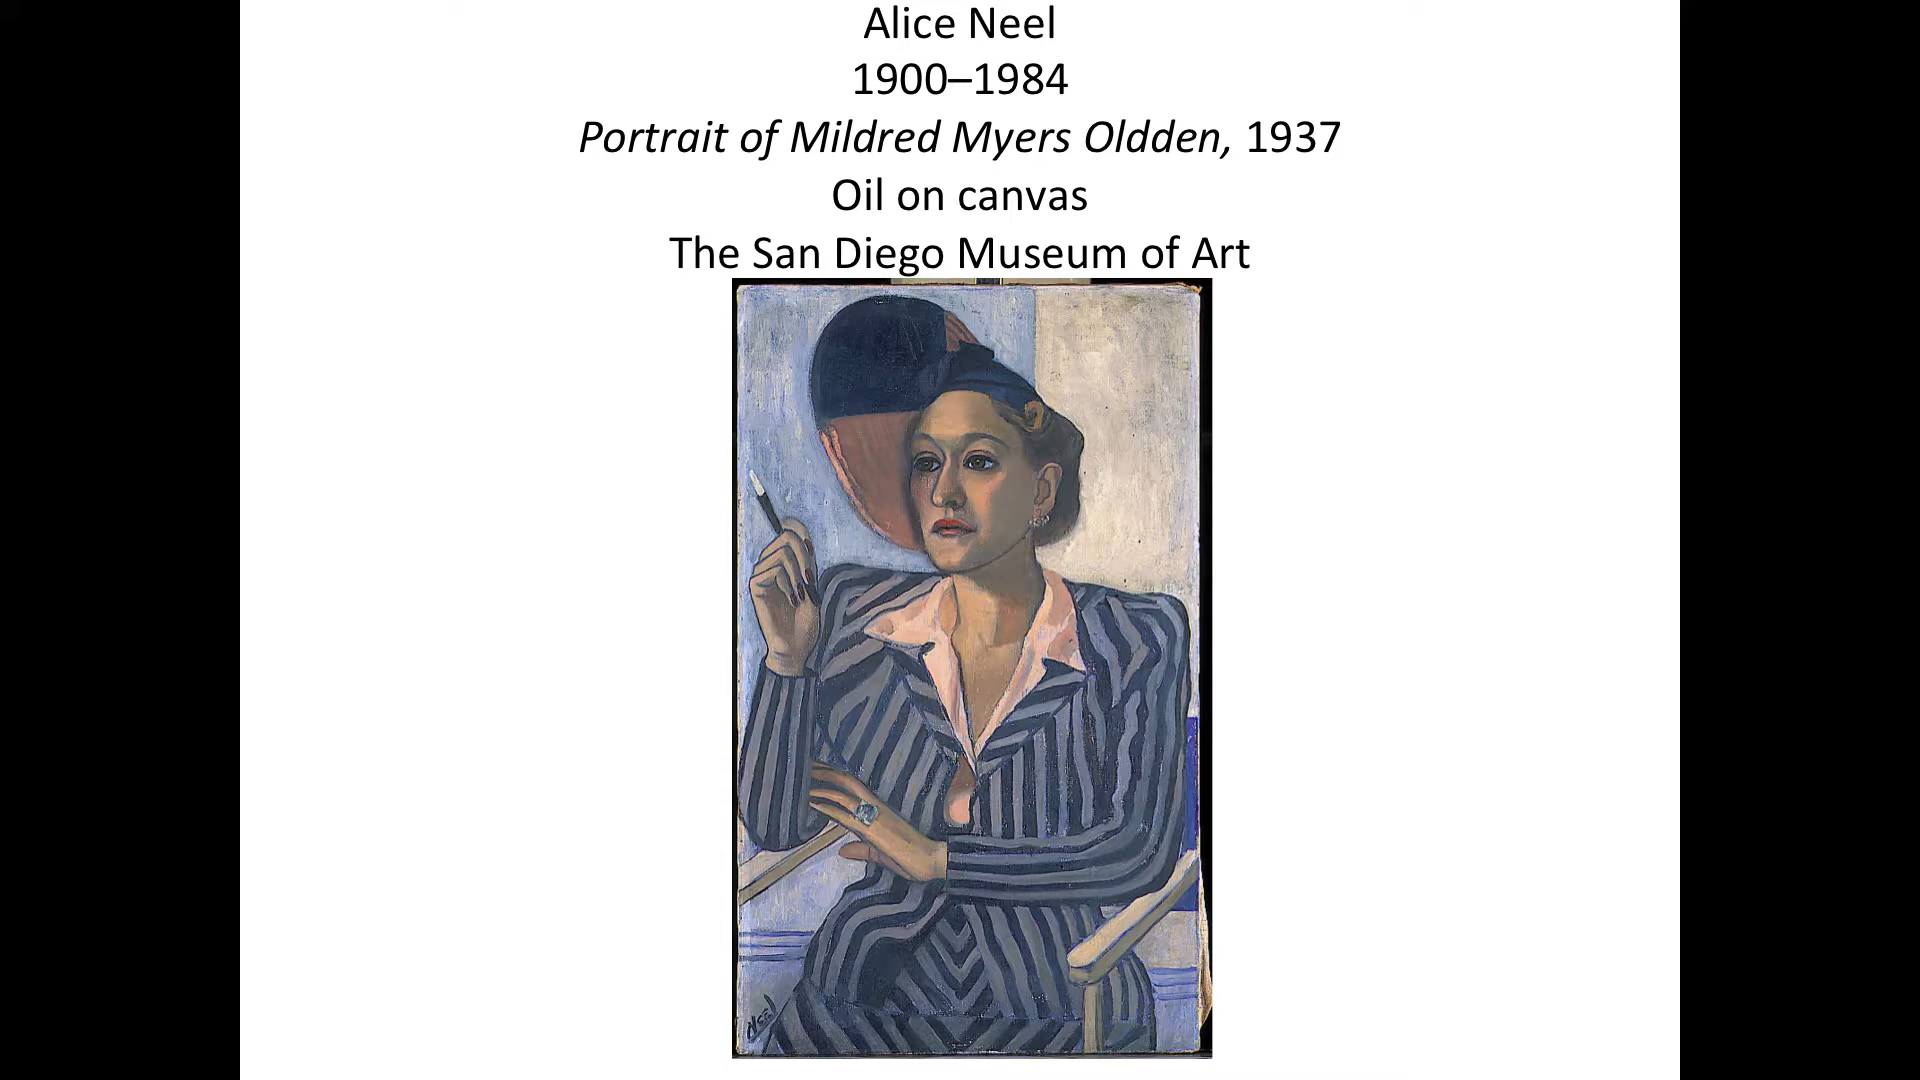 Alice Neel
1900–1984
Portrait of Mildred Myers Oldden, 1937
Oil on canvas
The San Diego Museum of Art
Neel